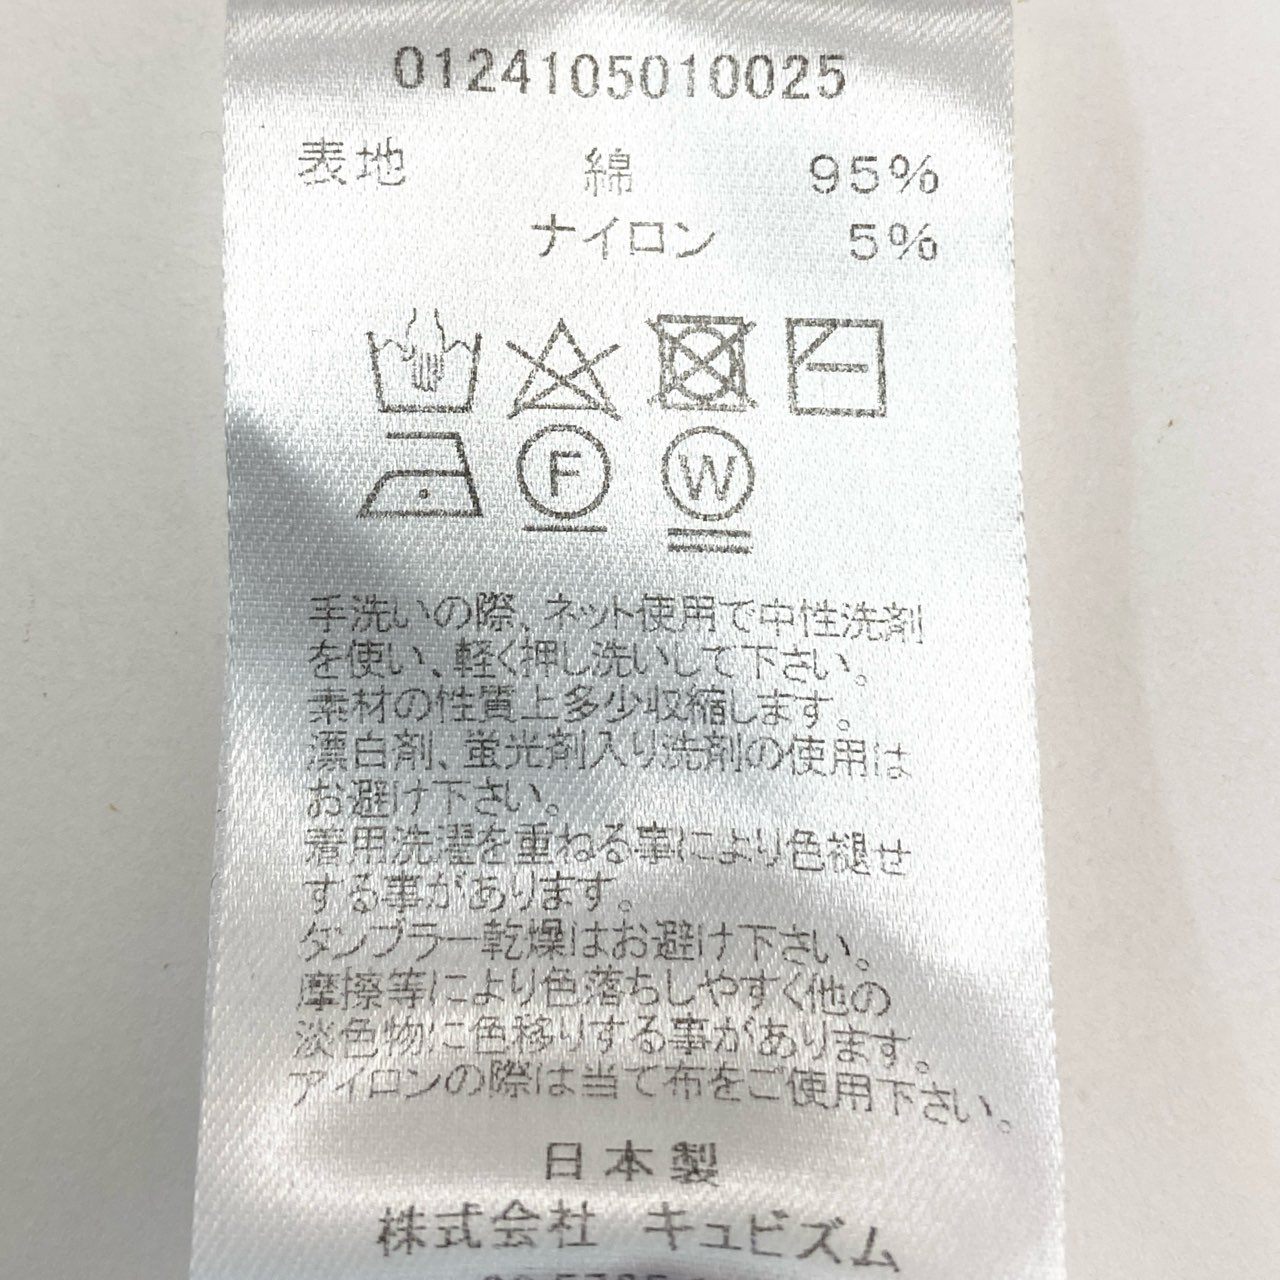 0124105010025
表地 綿 95%
ナイロン 5%
F W
手洗いの際、ネット使用で中性洗剤
を使い、軽く押し洗いして下さい。
素材の性質上多少収縮します。
漂白剤、蛍光剤入り洗剤の使用は
お避け下さい。
着用洗濯を重ねる事により色褪せ
する事があります。
タンブラー乾燥はお避け下さい。
摩擦等により色落ちしやすく他の
淡色物に色移りする事があります。
アイロンの際は当て布をご使用下さい。
日本製
株式会社 キュビズム